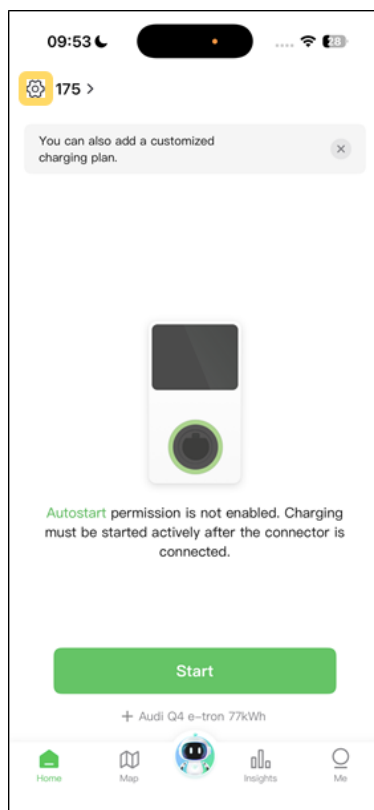 09:53
28
175 >
You can also add a customized
charging plan.
Autostart permission is not enabled. Charging
must be started actively after the connector is
connected.
Start
+ Audi Q4 e-tron 77kWh
Home
Map
Insights
Me